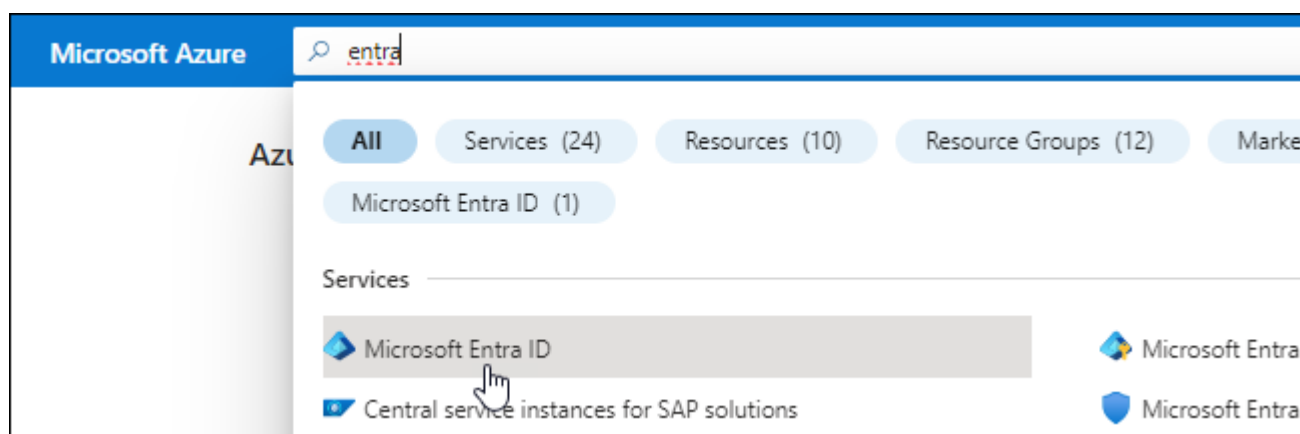 Microsoft Azure entra
All Services (24) Resources (10) Resource Groups (12) Marke
Azu
Microsoft Entra ID (1)
Services
Microsoft Entra ID Microsoft Entra
Central service instances for SAP solutions Microsoft Entra